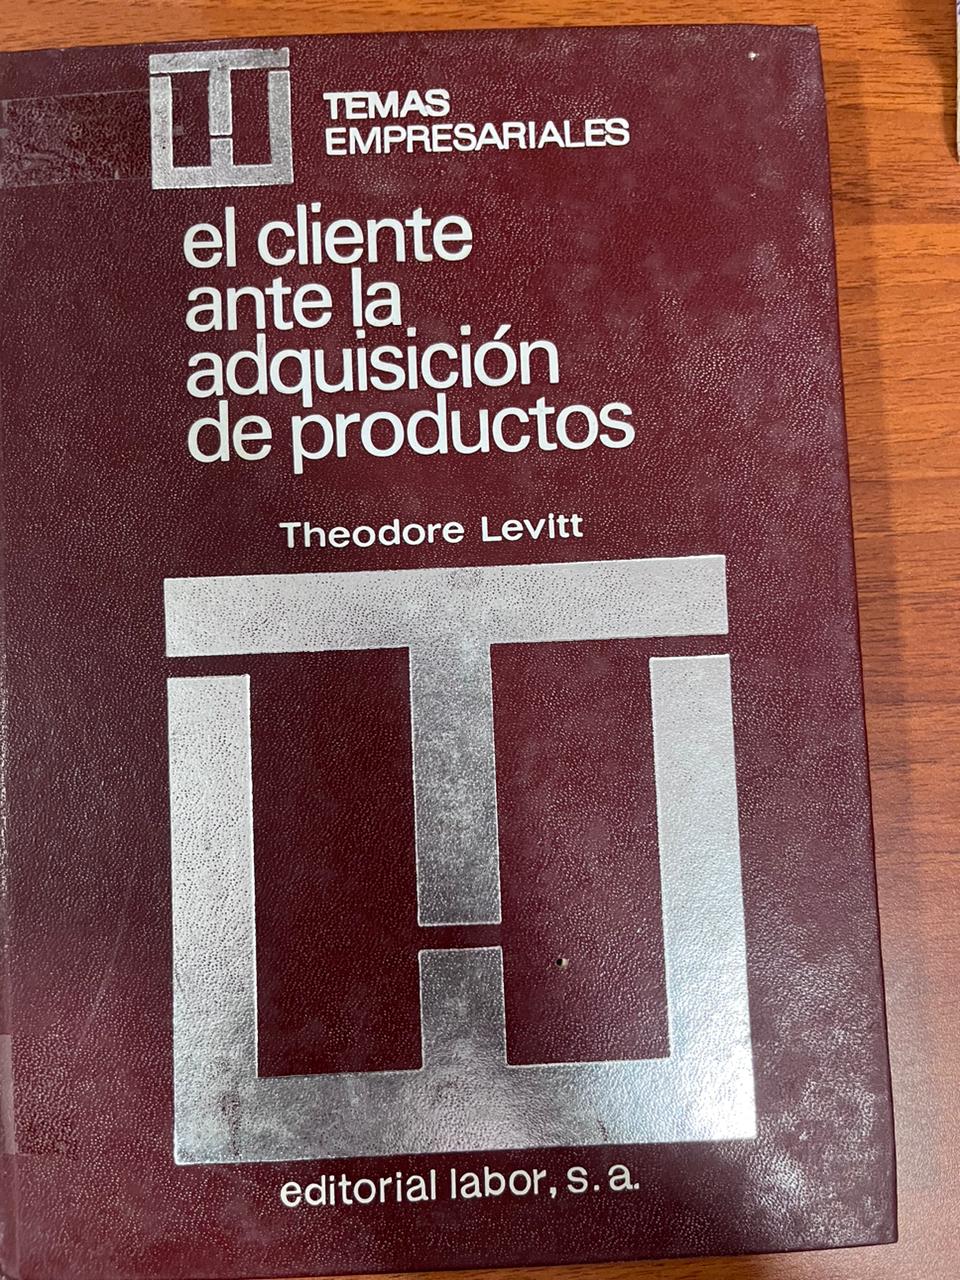 TEMAS
EMPRESARIALES
el cliente
ante la
adquisición
de productos
Theodore Levitt
editorial labor, s. a.